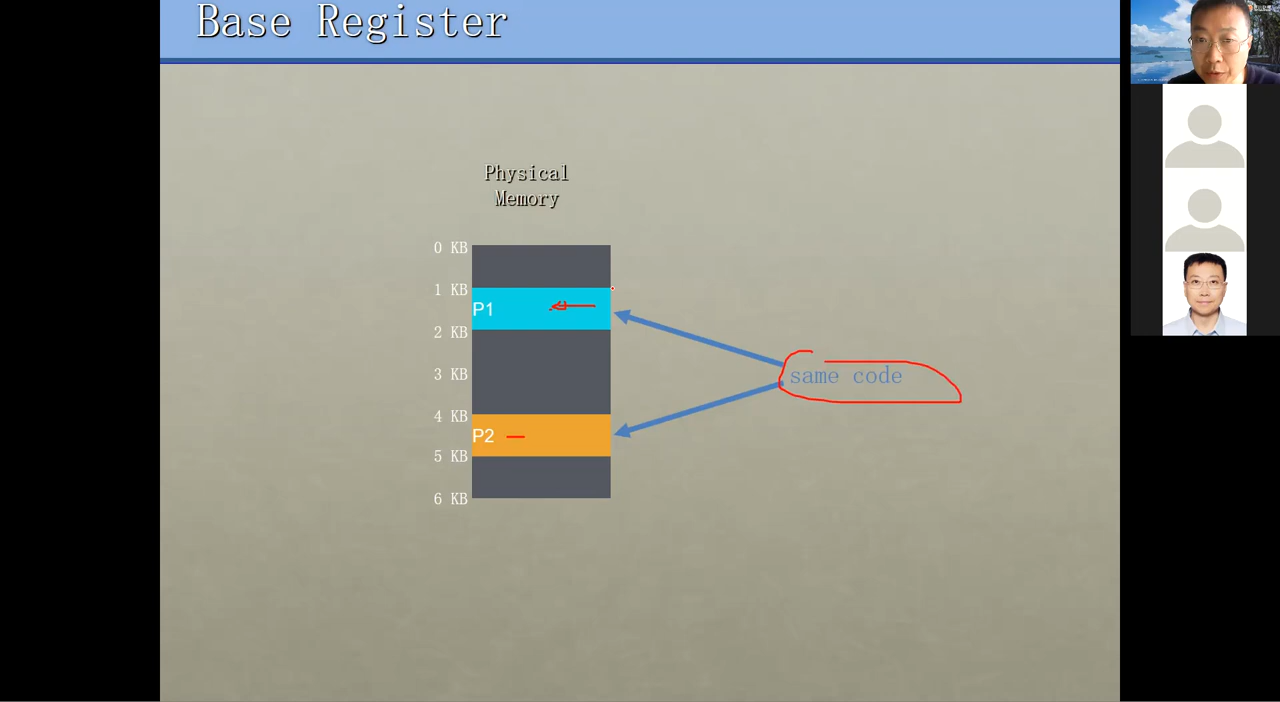 Base Register
Physical
Memory
0 KB
1 KB
P1
2 KB
3 KB
same code
4 KB
P2
5 KB
6 KB